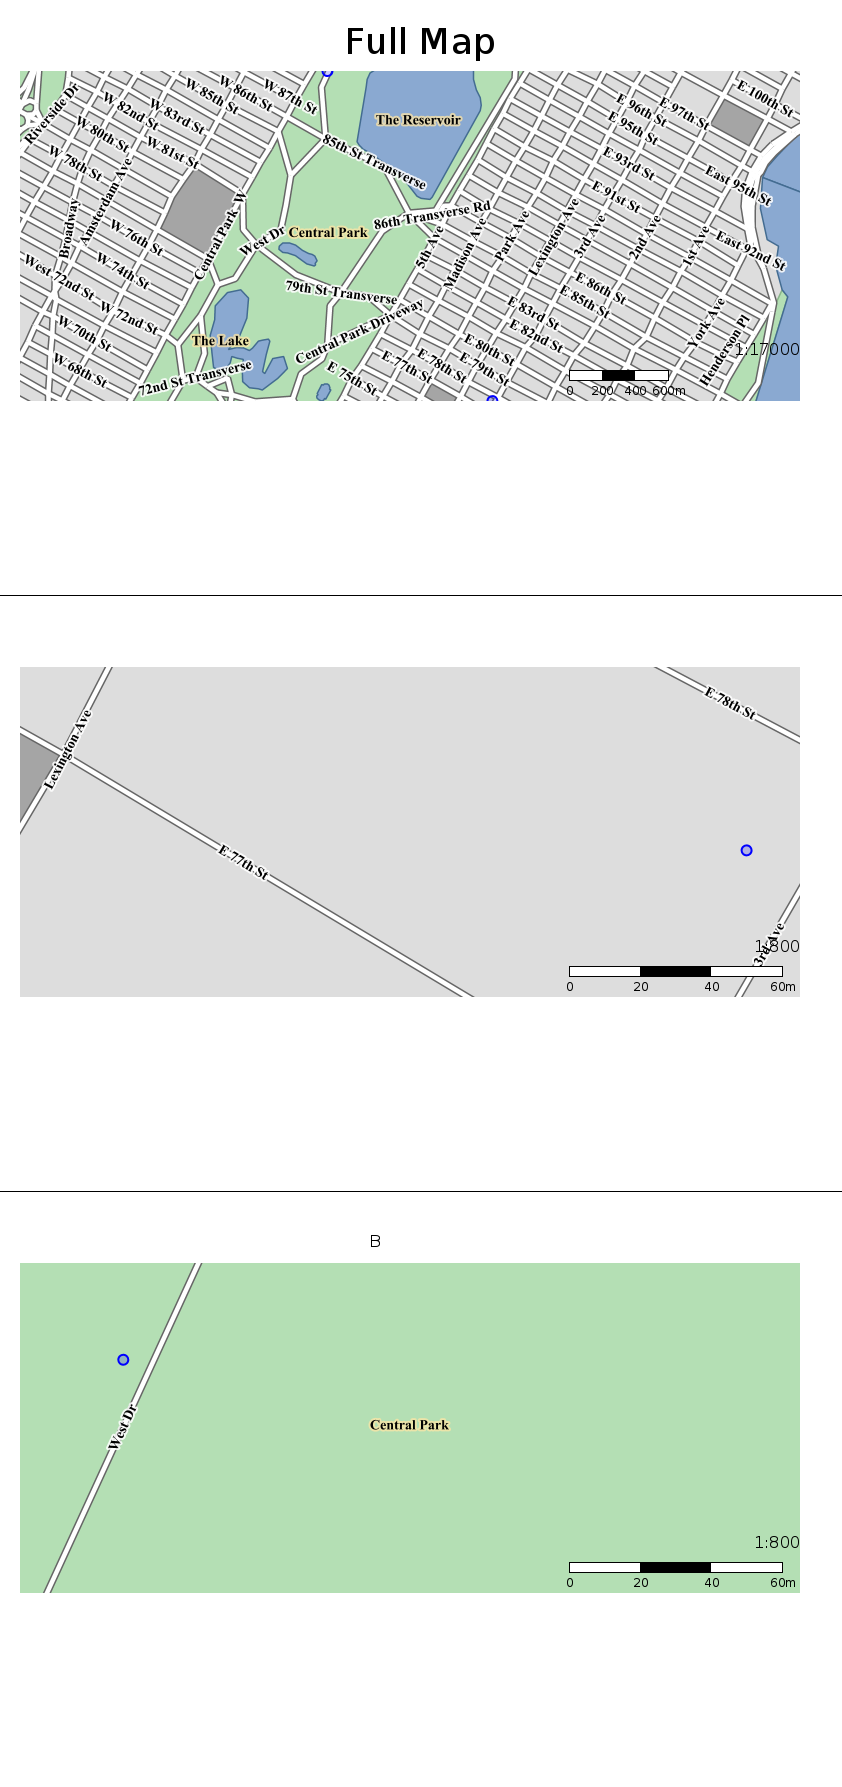 Full Map
Riverside Dr
W 82nd St
W 83rd St
W 85th St
W 86th St
W 87th St
W 80th St
W 81st St
W 78th St
Amsterdam Ave
Broadway
W 76th St
W 74th St
West 72nd St
W 72nd St
W 70th St
W 68th St
Central Park W
West Dr
Central Park
The Lake
The Reservoir
85th St Transverse
86th Transverse Rd
79th St Transverse
Central Park Driveway
72nd St Transverse
5th Ave
Madison Ave
Park Ave
Lexington Ave
3rd Ave
2nd Ave
1st Ave
York Ave
Henderson Pl
E 100th St
E 97th St
E 96th St
E 95th St
E 93rd St
East 95th St
E 91st St
East 92nd St
E 86th St
E 85th St
E 83rd St
E 82nd St
E 80th St
E 79th St
E 78th St
E 77th St
E 75th St
1:17000
0 200 400 600m
E 78th St
Lexington Ave
E 77th St
3rd Ave
1:800
0 20 40 60m
B
West Dr
Central Park
1:800
0 20 40 60m